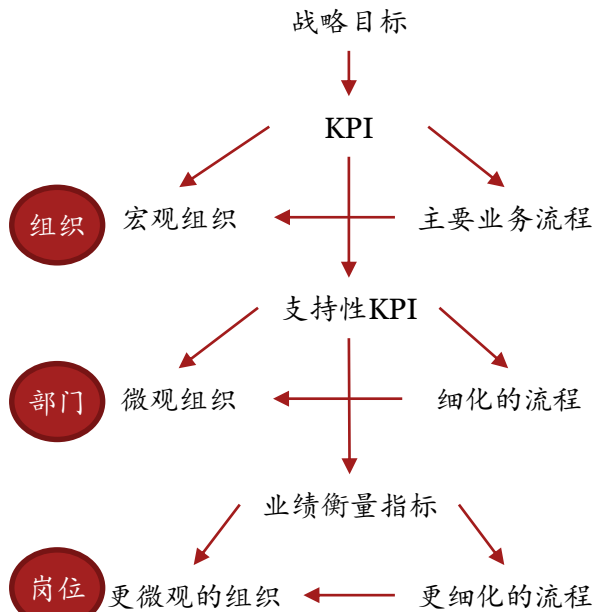 战略目标
KPI
组织 宏观组织 主要业务流程
支持性KPI
部门 微观组织 细化的流程
业绩衡量指标
岗位 更微观的组织 更细化的流程